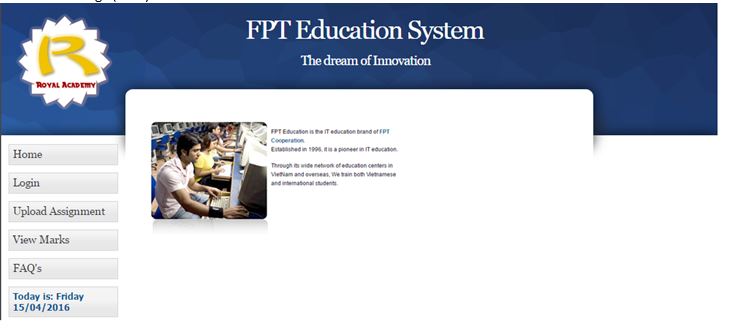 FPT Education System
The dream of Innovation
R
ROYAL ACADEMY
FPT Education is the IT education brand of FPT
Cooperation.
Established in 1996, it is a pioneer in IT education.
Through its wide network of education centers in
VietNam and overseas, We train both Vietnamese
and international students.
Home
Login
Upload Assignment
View Marks
FAQ's
Today is: Friday
15/04/2016